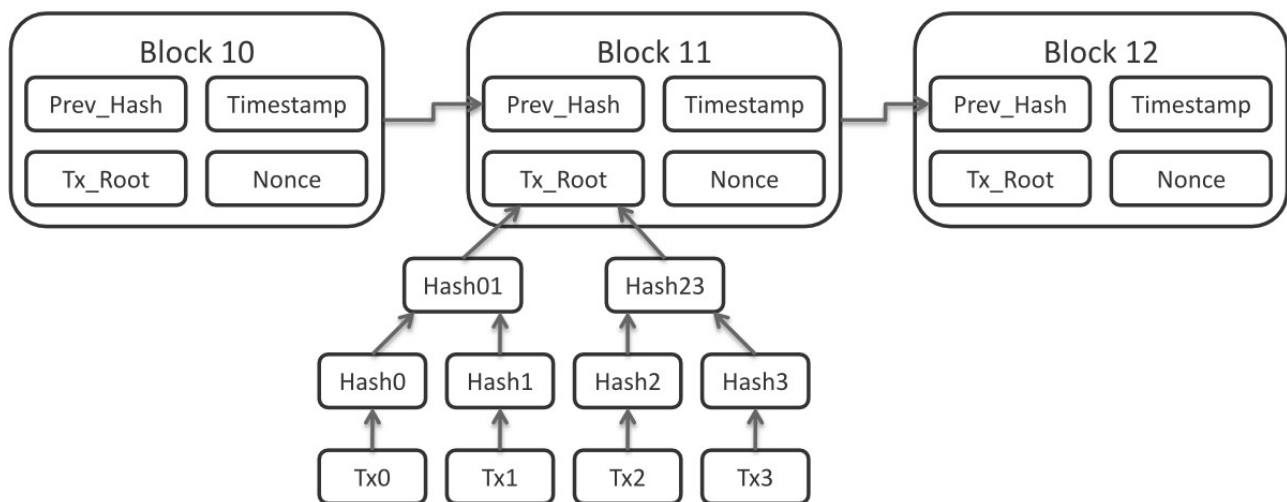 Block 10
Prev_Hash Timestamp
Tx_Root Nonce
Block 11
Prev_Hash Timestamp
Tx_Root Nonce
Block 12
Prev_Hash Timestamp
Tx_Root Nonce
Hash01 Hash23
Hash0 Hash1 Hash2 Hash3
Tx0 Tx1 Tx2 Tx3